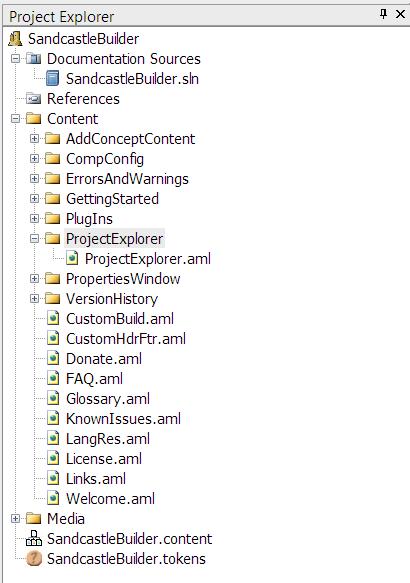 Project Explorer
SandcastleBuilder
Documentation Sources
SandcastleBuilder.sln
References
Content
AddConceptContent
CompConfig
ErrorsAndWarnings
GettingStarted
PlugIns
ProjectExplorer
ProjectExplorer.aml
PropertiesWindow
VersionHistory
CustomBuild.aml
CustomHdrFtr.aml
Donate.aml
FAQ.aml
Glossary.aml
KnownIssues.aml
LangRes.aml
License.aml
Links.aml
Welcome.aml
Media
SandcastleBuilder.content
SandcastleBuilder.tokens